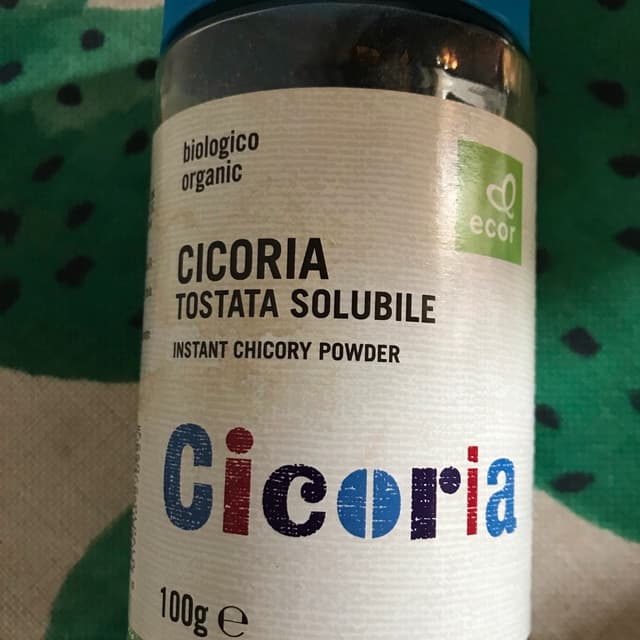 biologico
organic
ecor
CICORIA
TOSTATA SOLUBILE
INSTANT CHICORY POWDER
Cicoria
100g e